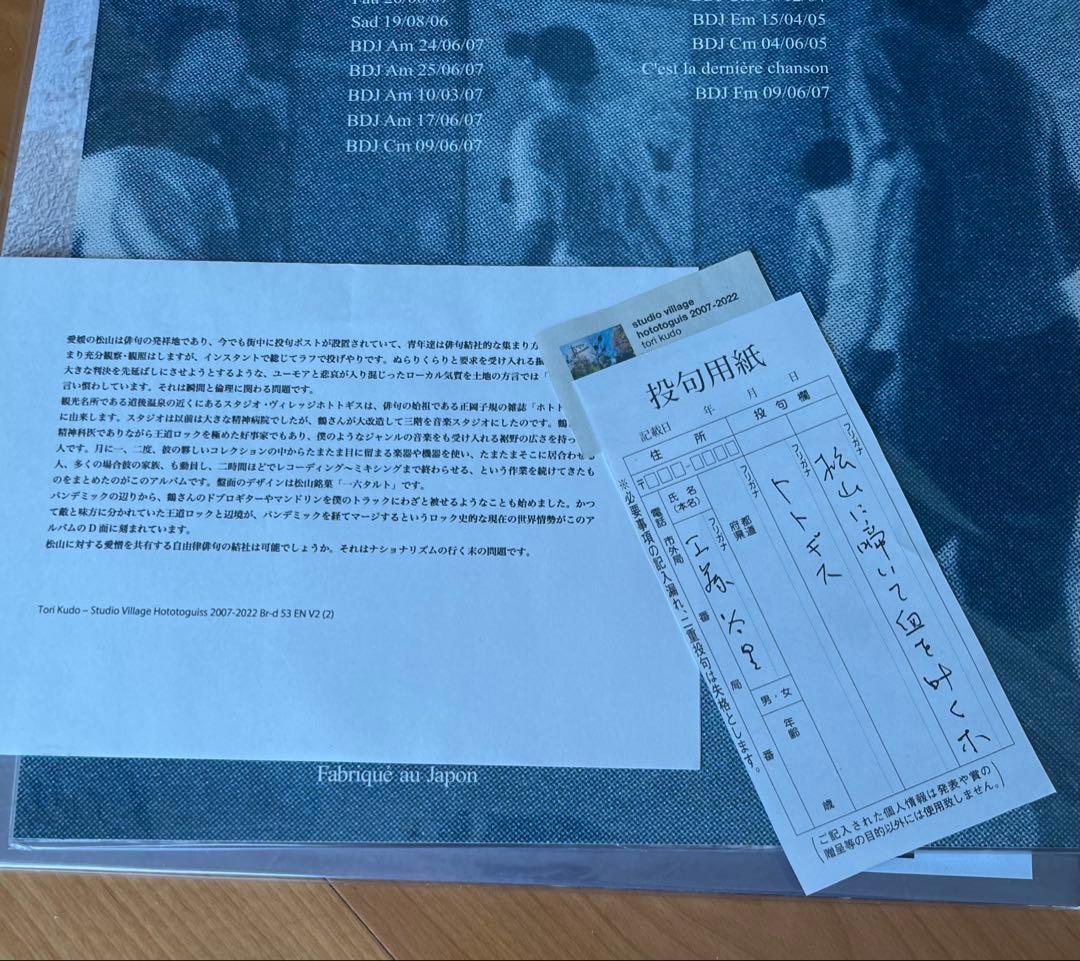 Sad 19/08/06
BDJ Am 24/06/07
BDJ Am 25/06/07
BDJ Am 10/03/07
BDJ Am 17/06/07
BDJ Cm 09/06/07
BDJ Em 15/04/05
BDJ Cm 04/06/05
C'est la dernière chanson
BDJ Fm 09/06/07
愛媛の松山は俳句の発祥地であり、今でも街中に投句ポストが設置されていて、青年達は俳句結社的な集まり方
まり充分観察・観照はしますが、インスタントで総じてラフで投げやりです。ぬらりくらりと要求を受け入れる振
大きな判決を先延ばしにさせようとするような、ユーモアと悲哀が入り混じったローカル気質を土地の方言では「
言い慣わしています。それは瞬間と倫理に関わる問題です。
観光名所である道後温泉の近くにあるスタジオ・ヴィレッジホトトギスは、俳句の始祖である正岡子規の雑誌「ホトト
に由来します。スタジオは以前は大きな精神病院でしたが、鶴さんが大改造して三階を音楽スタジオにしたのです。鶴
精神科医でありながら王道ロックを極めた好事家でもあり、僕のようなジャンルの音楽をも受け入れる裾野の広さを持っ
人です。月に一、二度、彼の夥しいコレクションの中からたまたま目に留まる楽器や機器を使い、たまたまそこに居合わせる
人、多くの場合彼の家族、も動員し、二時間ほどでレコーディング〜ミキシングまで終わらせる、という作業を続けてきたも
のをまとめたのがこのアルバムです。盤面のデザインは松山銘菓「一六タルト」です。
パンデミックの辺りから、鶴さんのドブロギターやマンドリンを僕のトラックにわざと被せるようなことも始めました。かつ
て敵と味方に分かれていた王道ロックと辺境が、パンデミックを経てマージするというロック史的な現在の世界情勢がこのア
ルバムのD面に刻まれています。
松山に対する愛憎を共有する自由律俳句の結社は可能でしょうか。それはナショナリズムの行く末の問題です。
Tori Kudo – Studio Village Hototoguiss 2007-2022 Br-d 53 EN V2 (2)
Fabriqué au Japon
studio village
hototoguis 2007-2022
tori kudo
投句用紙
記載日 年 月 日
投句欄
フリガナ
松山に啼いて血を吐くホ
フリガナ
トトギス
住所
〒
都道
府県
フリガナ
氏名
(本名)
フリガナ
工藤冬里
男・女
年齢
歳
電話
市外局番
局
番
※必要事項の記入漏れ、二重投句は失格とします。
(ご記入された個人情報は発表や賞の
贈呈等の目的以外には使用致しません。)